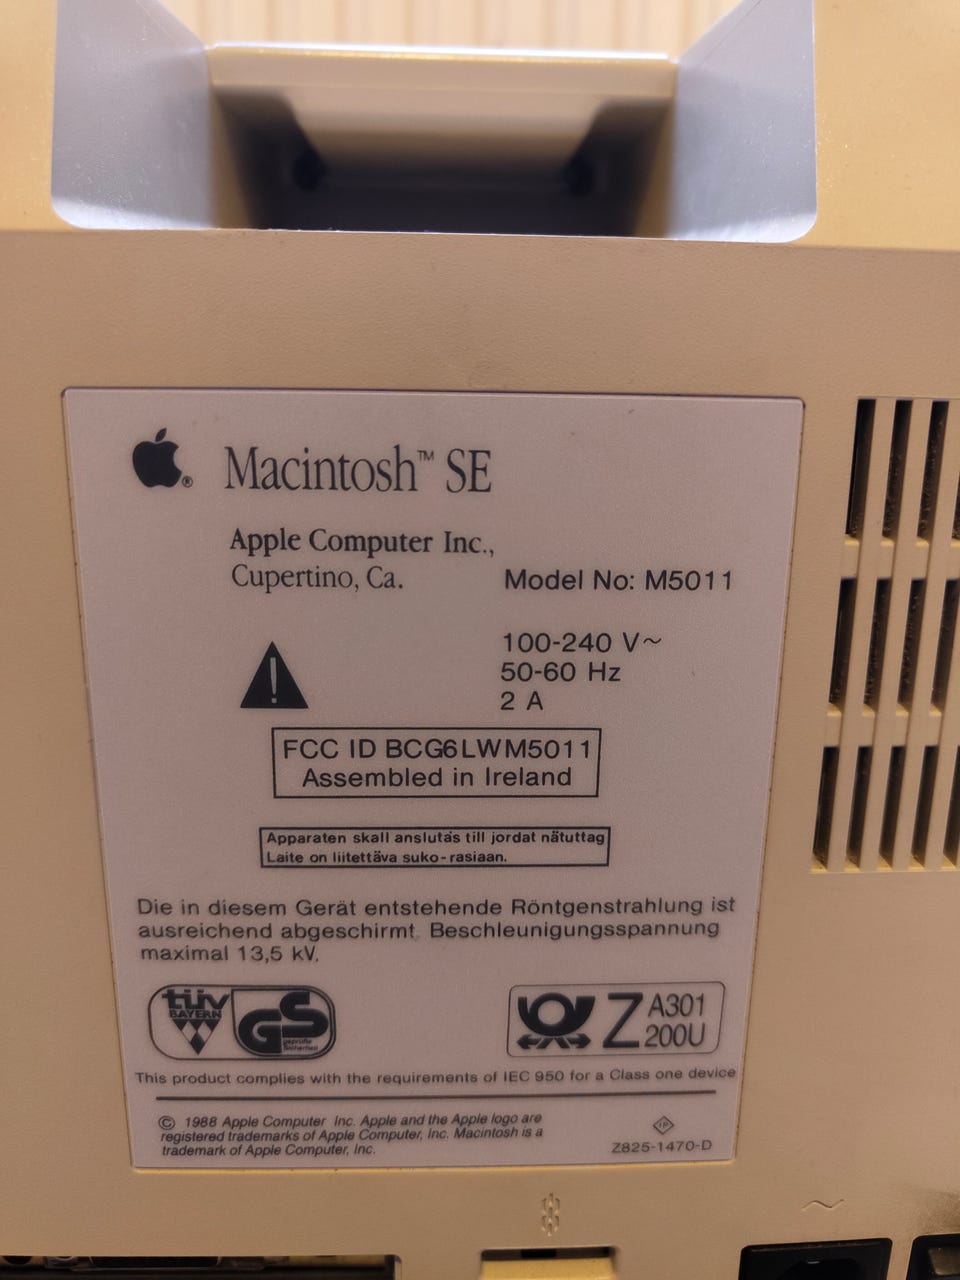 Macintosh™ SE
Apple Computer Inc.,
Cupertino, Ca.
Model No: M5011
100-240 V~
50-60 Hz
2 A
FCC ID BCG6LWM5011
Assembled in Ireland
Apparaten skall anslutas till jordat nätuttag
Laite on liitettäva suko-rasiaan.
Die in diesem Gerät entstehende Röntgenstrahlung ist
ausreichend abgeschirmt. Beschleunigungsspannung
maximal 13,5 kV.
TÜV
BAYERN
GS
geprüfte
Sicherheit
Z A301
200U
This product complies with the requirements of IEC 950 for a Class one device
© 1988 Apple Computer Inc. Apple and the Apple logo are
registered trademarks of Apple Computer, Inc. Macintosh is a
trademark of Apple Computer, Inc.
Z825-1470-D